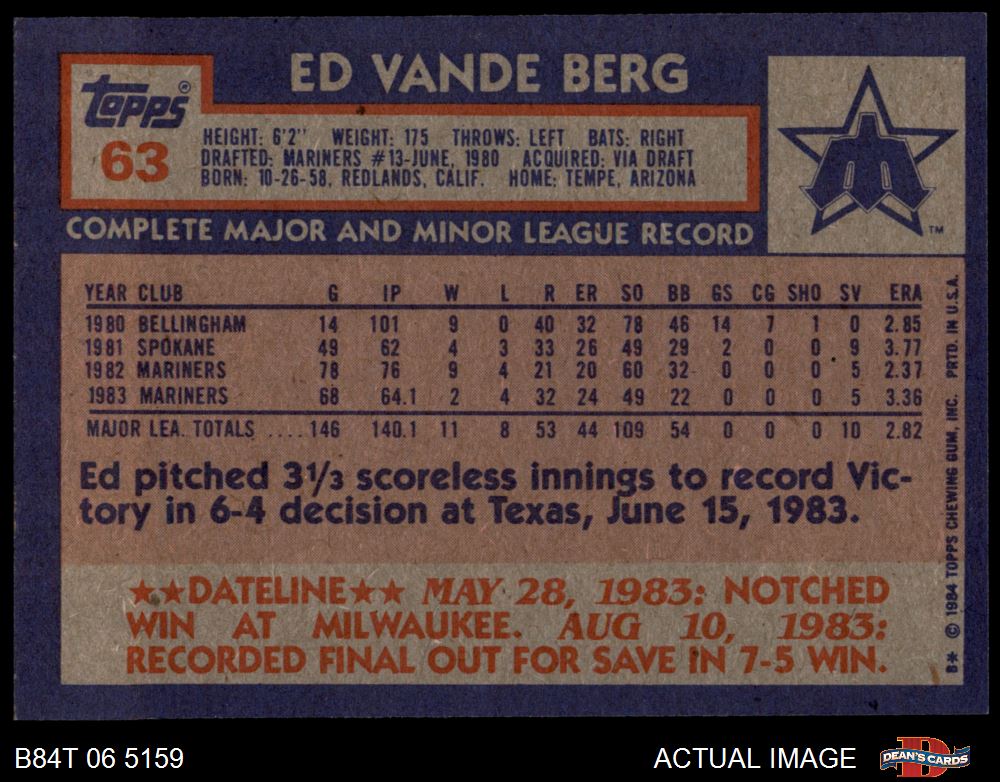 ED VANDE BERG
Topps®
63
HEIGHT: 6'2" WEIGHT: 175 THROWS: LEFT BATS: RIGHT
DRAFTED: MARINERS #13-JUNE, 1980 ACQUIRED: VIA DRAFT
BORN: 10-26-58, REDLANDS, CALIF. HOME: TEMPE, ARIZONA
TM
COMPLETE MAJOR AND MINOR LEAGUE RECORD
YEAR CLUB G IP W L R ER SO BB GS CG SHO SV ERA
1980 BELLINGHAM 14 101 9 0 40 32 78 46 14 7 1 0 2.85
1981 SPOKANE 49 62 4 3 33 26 49 29 2 0 0 9 3.77
1982 MARINERS 78 76 9 4 21 20 60 32 0 0 0 5 2.37
1983 MARINERS 68 64.1 2 4 32 24 49 22 0 0 0 5 3.36
MAJOR LEA. TOTALS ....146 140.1 11 8 53 44 109 54 0 0 0 10 2.82
Ed pitched 3⅓ scoreless innings to record Vic-
tory in 6-4 decision at Texas, June 15, 1983.
★★DATELINE★★ MAY 28, 1983: NOTCHED
WIN AT MILWAUKEE. AUG 10, 1983:
RECORDED FINAL OUT FOR SAVE IN 7-5 WIN.
B* © 1984 TOPPS CHEWING GUM, INC. PRTD. IN U.S.A.
B84T 06 5159
ACTUAL IMAGE
DEAN'S CARDS